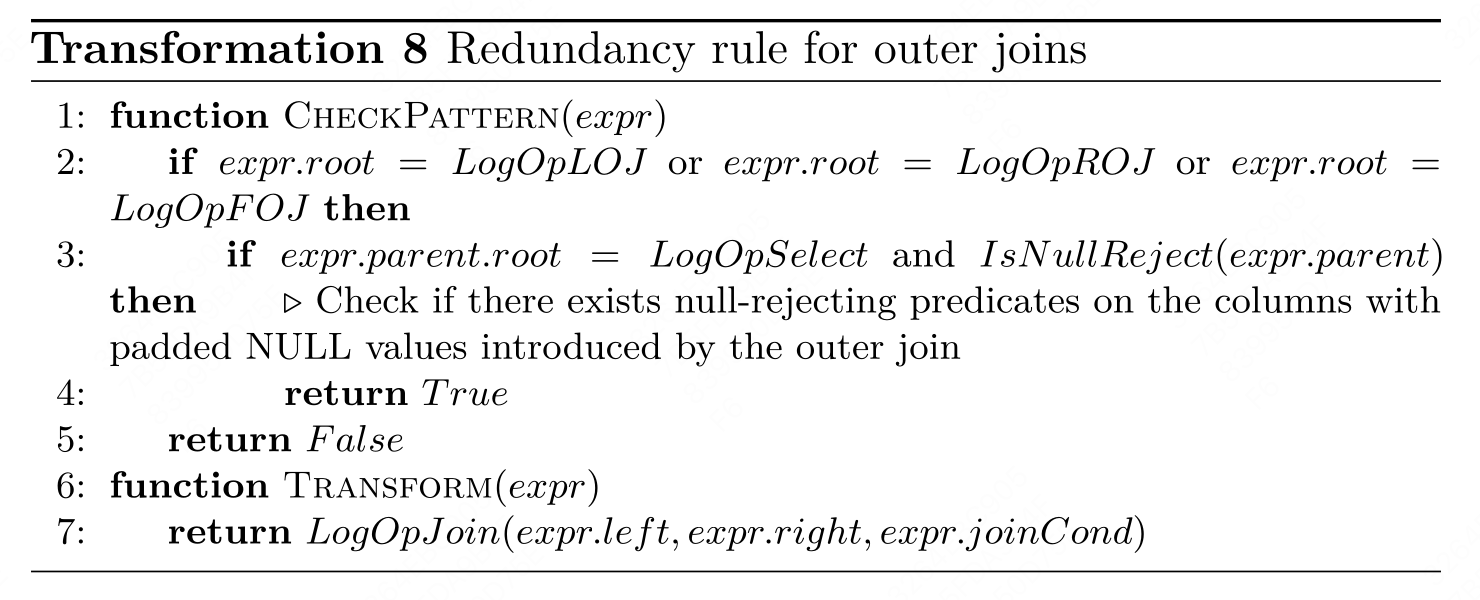 Transformation 8 Redundancy rule for outer joins
1: function CHECKPATTERN(expr)
2: if expr.root = LogOpLOJ or expr.root = LogOpROJ or expr.root =
LogOpFOJ then
3: if expr.parent.root = LogOpSelect and IsNullReject(expr.parent)
then ▷ Check if there exists null-rejecting predicates on the columns with
padded NULL values introduced by the outer join
4: return True
5: return False
6: function TRANSFORM(expr)
7: return LogOpJoin(expr.left, expr.right, expr.joinCond)